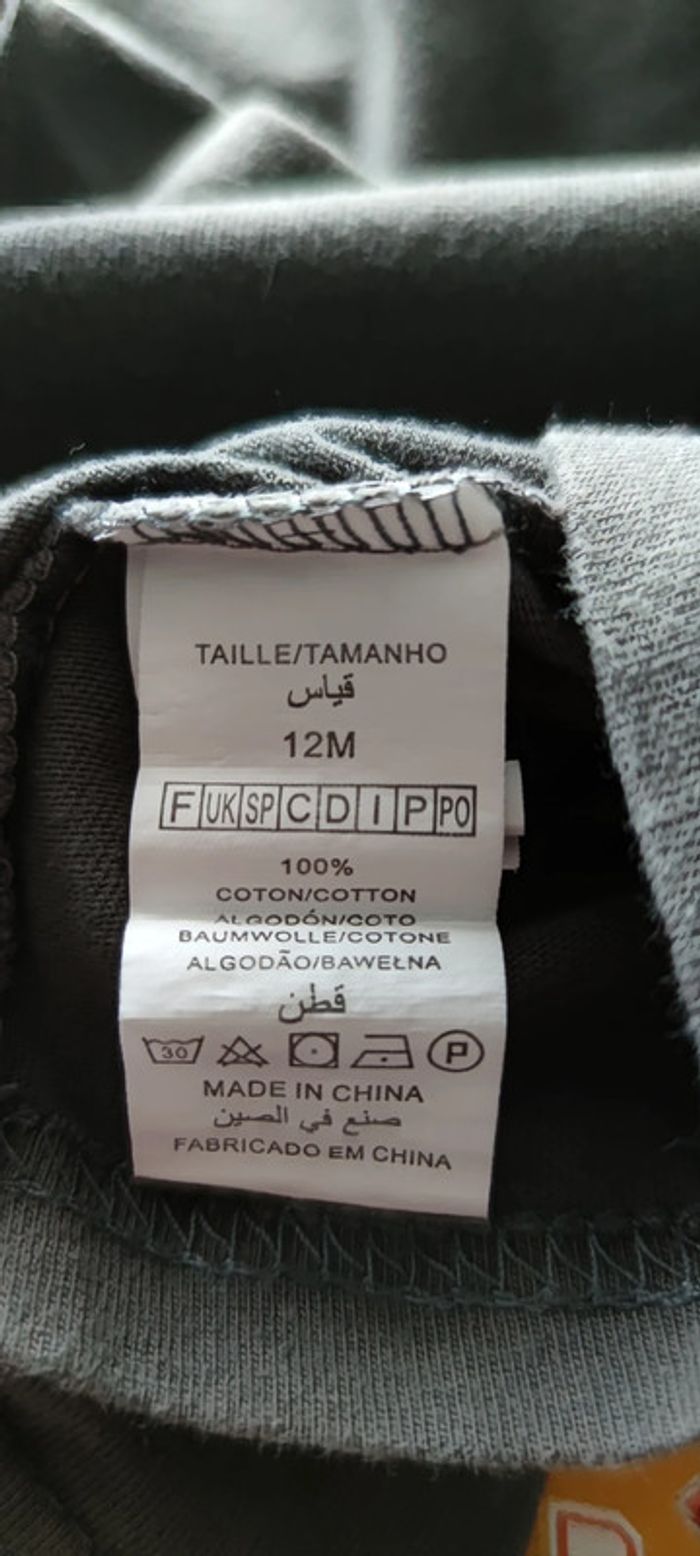 TAILLE/TAMANHO
قياس
12M
F UK SP C D I P PO
100%
COTON/COTTON
ALGODÓN/COTO
BAUMWOLLE/COTONE
ALGODÃO/BAWEŁNA
قطن
30 P
MADE IN CHINA
صنع في الصين
FABRICADO EM CHINA